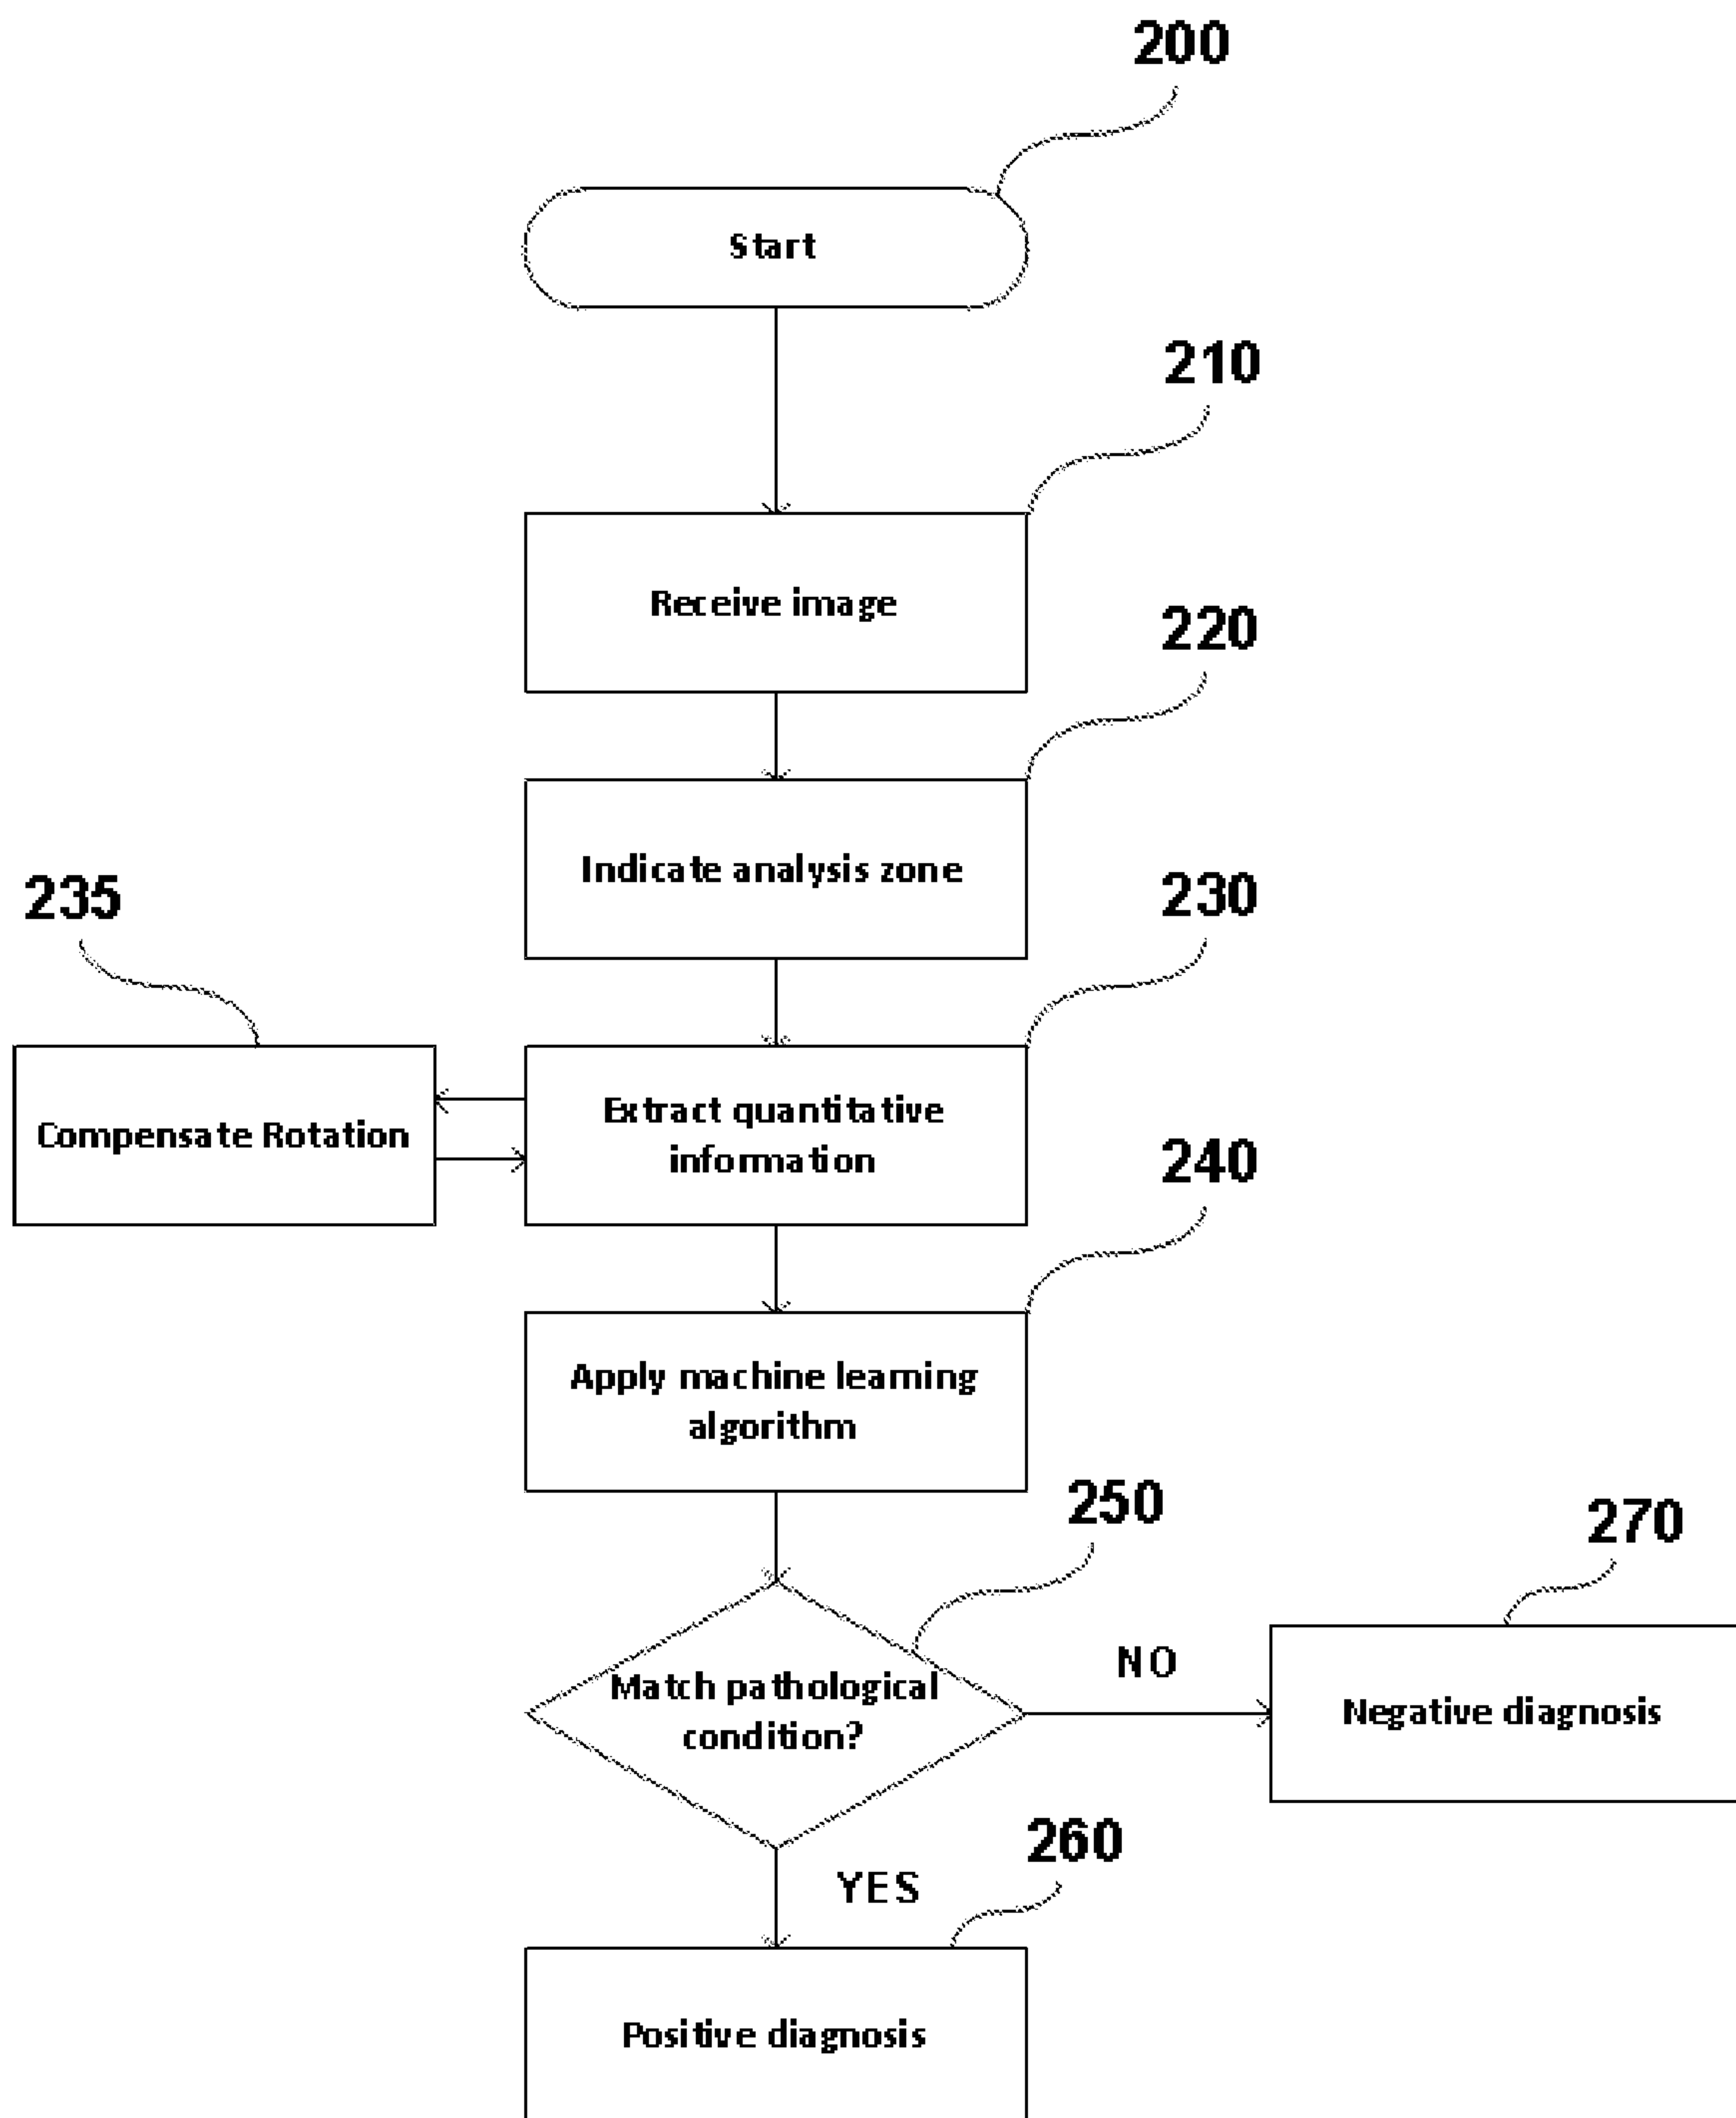 200
Start
210
Receive image
220
Indicate analysis zone
235
230
Compensate Rotation
Extract quantitative
information
240
Apply machine learning
algorithm
250
270
Match pathological
condition?
NO
Negative diagnosis
260
YES
Positive diagnosis